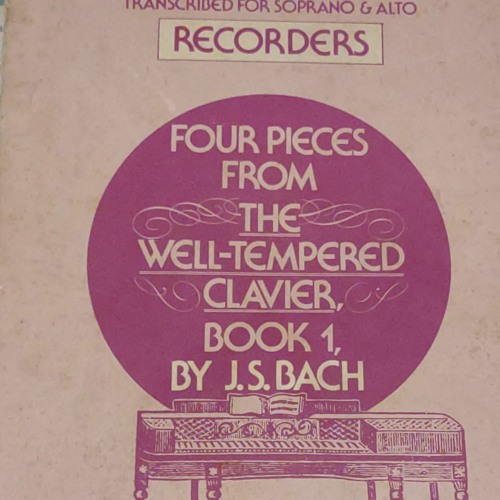 TRANSCRIBED FOR SOPRANO & ALTO
RECORDERS
FOUR PIECES
FROM
THE
WELL-TEMPERED
CLAVIER,
BOOK 1,
BY J.S. BACH